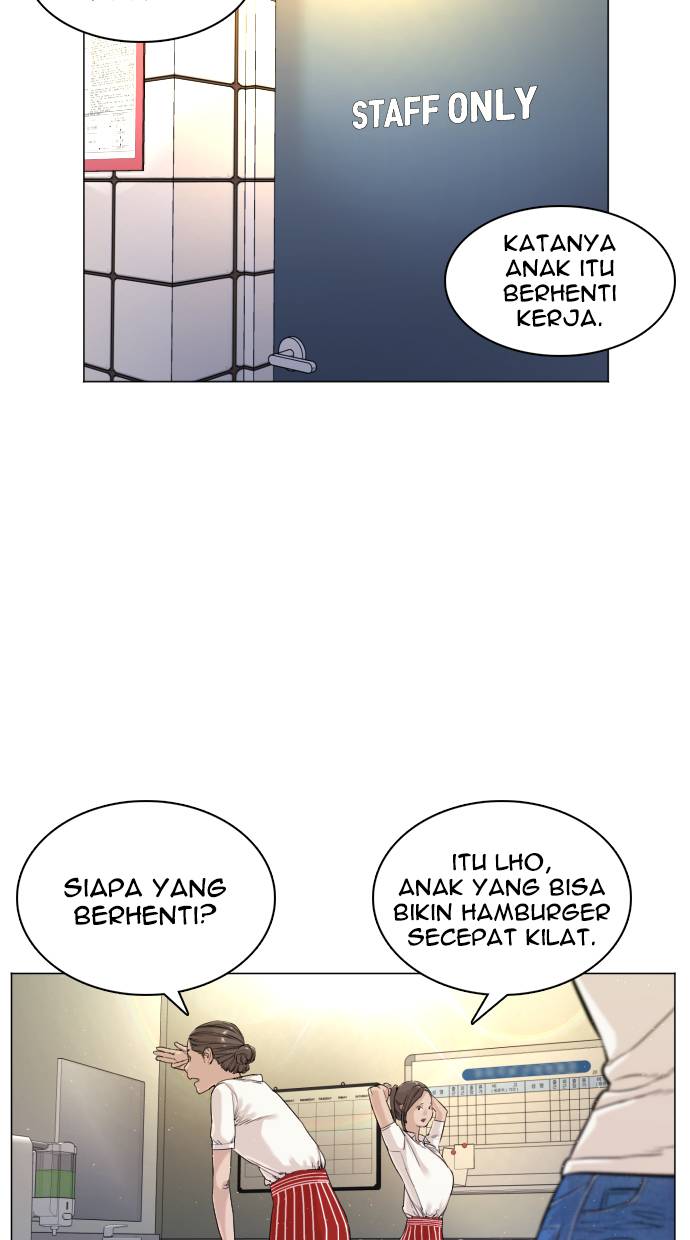 STAFF ONLY
KATANYA
ANAK ITU
BERHENTI
KERJA.
SIAPA YANG
BERHENTI?
ITU LHO,
ANAK YANG BISA
BIKIN HAMBURGER
SECEPAT KILAT.